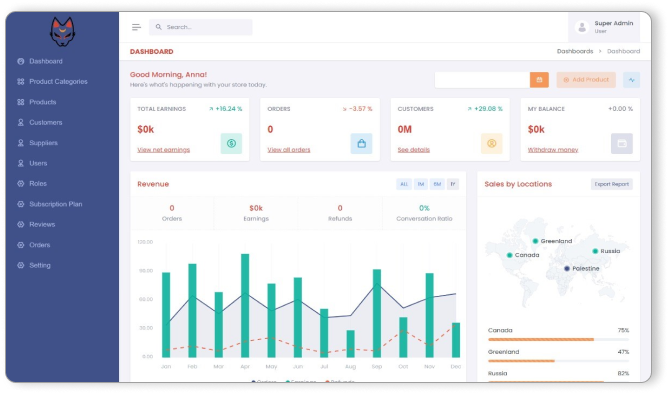 Search...
Super Admin
User
Dashboard
Product Categories
Products
Customers
Suppliers
Users
Roles
Subscription Plan
Reviews
Orders
Setting
DASHBOARD
Dashboards > Dashboard
Good Morning, Anna!
Here's what's happening with your store today.
Add Product
TOTAL EARNINGS
+16.24 %
$0k
View net earnings
ORDERS
-3.57 %
0
View all orders
CUSTOMERS
+29.08 %
0M
See details
MY BALANCE
+0.00 %
$0k
Withdraw money
Revenue
ALL 1M 6M 1Y
0
Orders
$0k
Earnings
0
Refunds
0%
Conversation Ratio
120.00
90.00
60.00
30.00
0.00
Jan Feb Mar Apr May Jun Jul Aug Sep Oct Nov Dec
Orders Earnings Refunds
Sales by Locations
Export Report
Greenland
Canada
Russia
Palestine
Canada 75%
Greenland 47%
Russia 82%